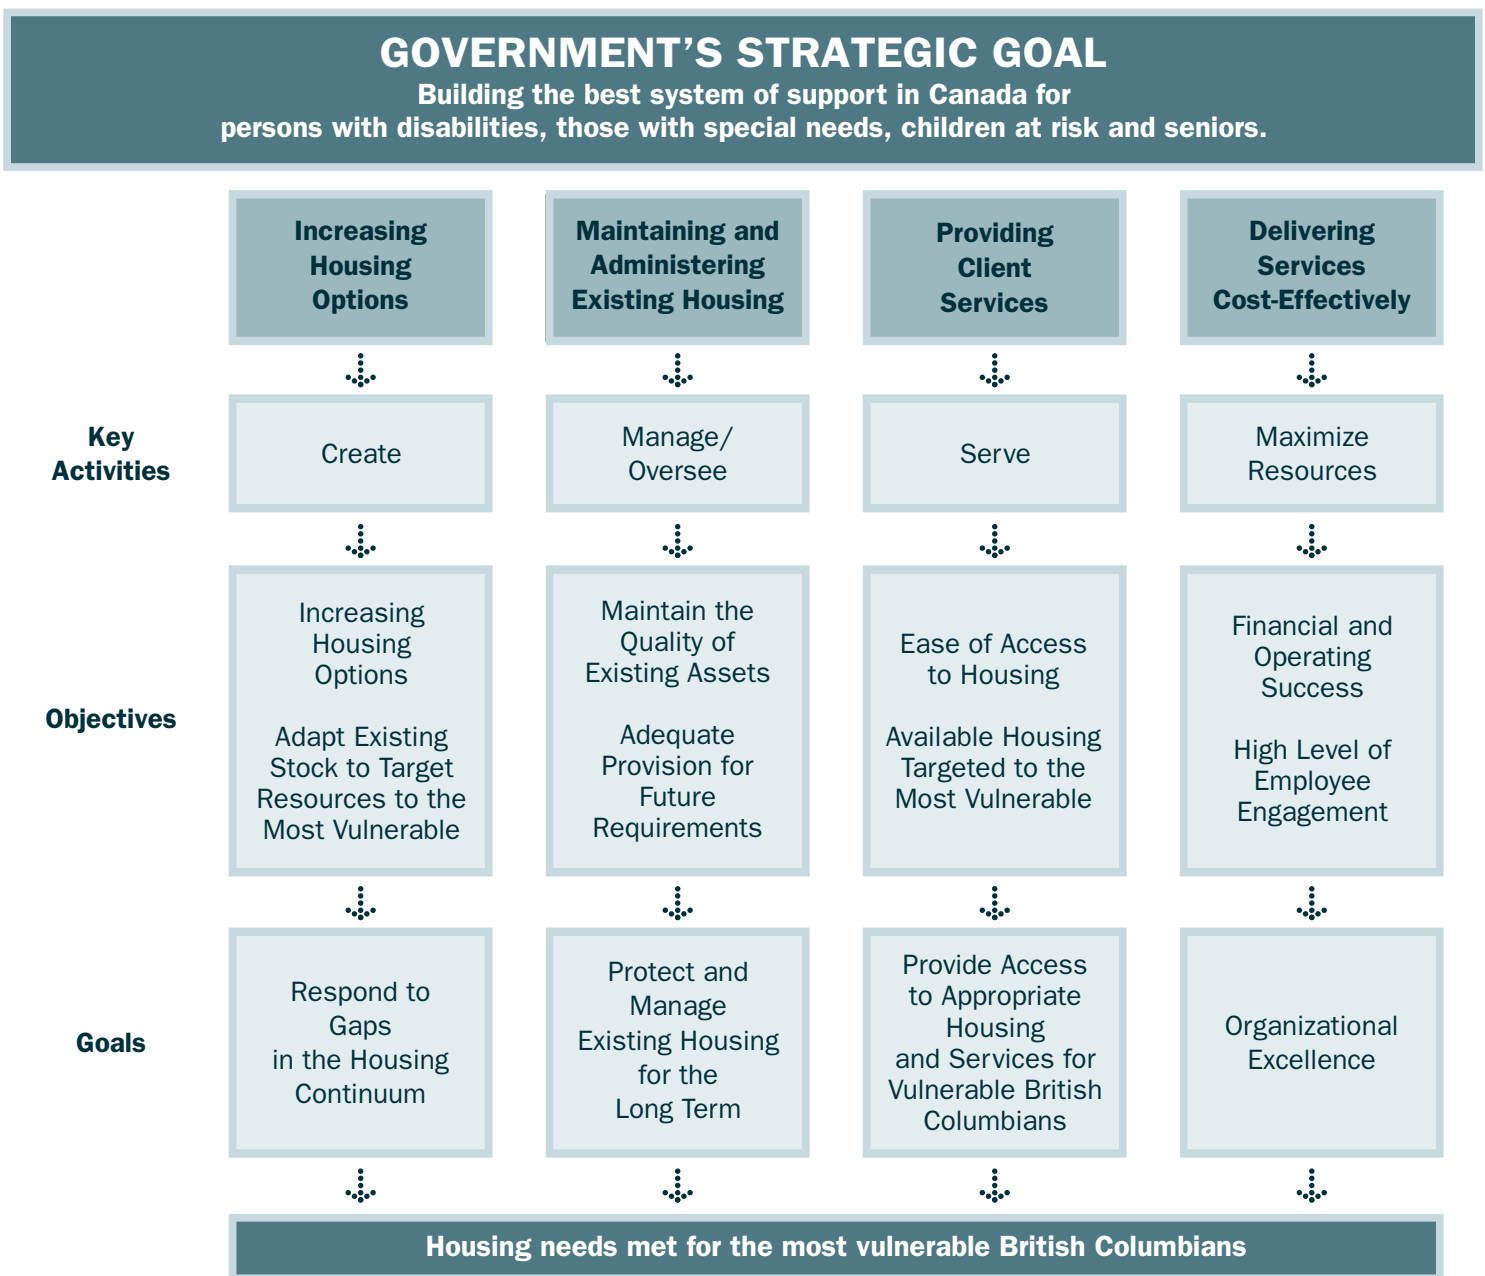 GOVERNMENT'S STRATEGIC GOAL
Building the best system of support in Canada for
persons with disabilities, those with special needs, children at risk and seniors.
Increasing
Housing
Options
Maintaining and
Administering
Existing Housing
Providing
Client
Services
Delivering
Services
Cost-Effectively
Key
Activities
Create
Manage/
Oversee
Serve
Maximize
Resources
Objectives
Increasing
Housing
Options
Adapt Existing
Stock to Target
Resources to the
Most Vulnerable
Maintain the
Quality of
Existing Assets
Adequate
Provision for
Future
Requirements
Ease of Access
to Housing
Available Housing
Targeted to the
Most Vulnerable
Financial and
Operating
Success
High Level of
Employee
Engagement
Goals
Respond to
Gaps
in the Housing
Continuum
Protect and
Manage
Existing Housing
for the
Long Term
Provide Access
to Appropriate
Housing
and Services for
Vulnerable British
Columbians
Organizational
Excellence
Housing needs met for the most vulnerable British Columbians